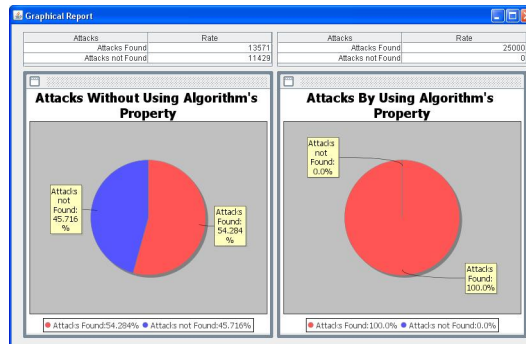 Graphical Report
Attacks Rate
Attacks Found 13571
Attacks not Found 11429
Attacks Rate
Attacks Found 25000
Attacks not Found 0
Attacks Without Using Algorithm's
Property
Attacks
not
Found:
45.716
%
Attacks
Found:
54.284
%
Attacks Found:54.284% Attacks not Found:45.716%
Attacks By Using Algorithm's
Property
Attacks
not
Found:
0.0%
Attacks
Found:
100.0%
Attacks Found:100.0% Attacks not Found:0.0%